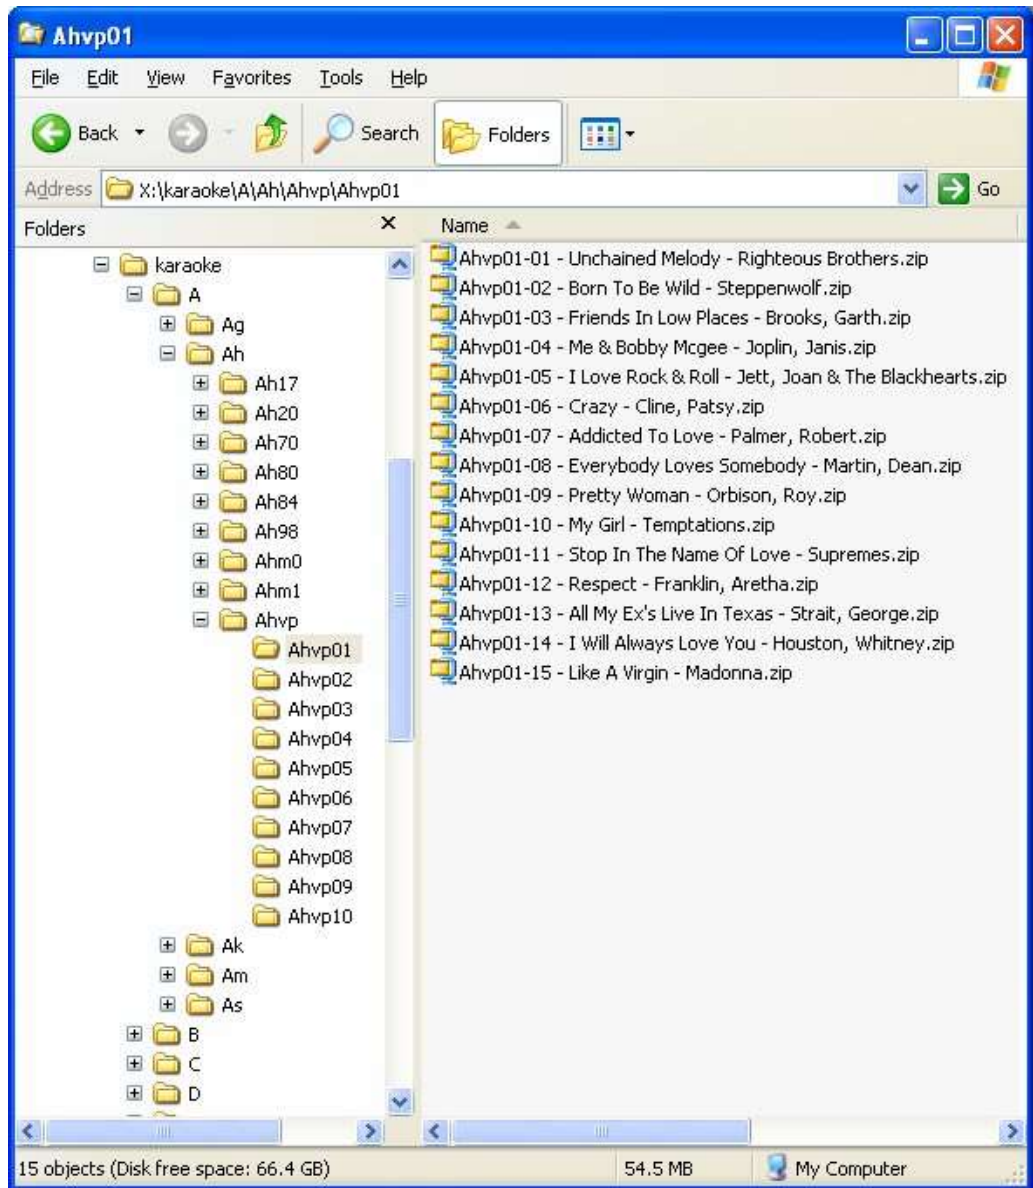 Ahvp01
File Edit View Favorites Tools Help
Back Search Folders
Address X:\karaoke\A\Ah\Ahvp\Ahvp01 Go
Folders
karaoke
A
Ag
Ah
Ah17
Ah20
Ah70
Ah80
Ah84
Ah98
Ahm0
Ahm1
Ahvp
Ahvp01
Ahvp02
Ahvp03
Ahvp04
Ahvp05
Ahvp06
Ahvp07
Ahvp08
Ahvp09
Ahvp10
Ak
Am
As
B
C
D
Name
Ahvp01-01 - Unchained Melody - Righteous Brothers.zip
Ahvp01-02 - Born To Be Wild - Steppenwolf.zip
Ahvp01-03 - Friends In Low Places - Brooks, Garth.zip
Ahvp01-04 - Me & Bobby Mcgee - Joplin, Janis.zip
Ahvp01-05 - I Love Rock & Roll - Jett, Joan & The Blackhearts.zip
Ahvp01-06 - Crazy - Cline, Patsy.zip
Ahvp01-07 - Addicted To Love - Palmer, Robert.zip
Ahvp01-08 - Everybody Loves Somebody - Martin, Dean.zip
Ahvp01-09 - Pretty Woman - Orbison, Roy.zip
Ahvp01-10 - My Girl - Temptations.zip
Ahvp01-11 - Stop In The Name Of Love - Supremes.zip
Ahvp01-12 - Respect - Franklin, Aretha.zip
Ahvp01-13 - All My Ex's Live In Texas - Strait, George.zip
Ahvp01-14 - I Will Always Love You - Houston, Whitney.zip
Ahvp01-15 - Like A Virgin - Madonna.zip
15 objects (Disk free space: 66.4 GB) 54.5 MB My Computer